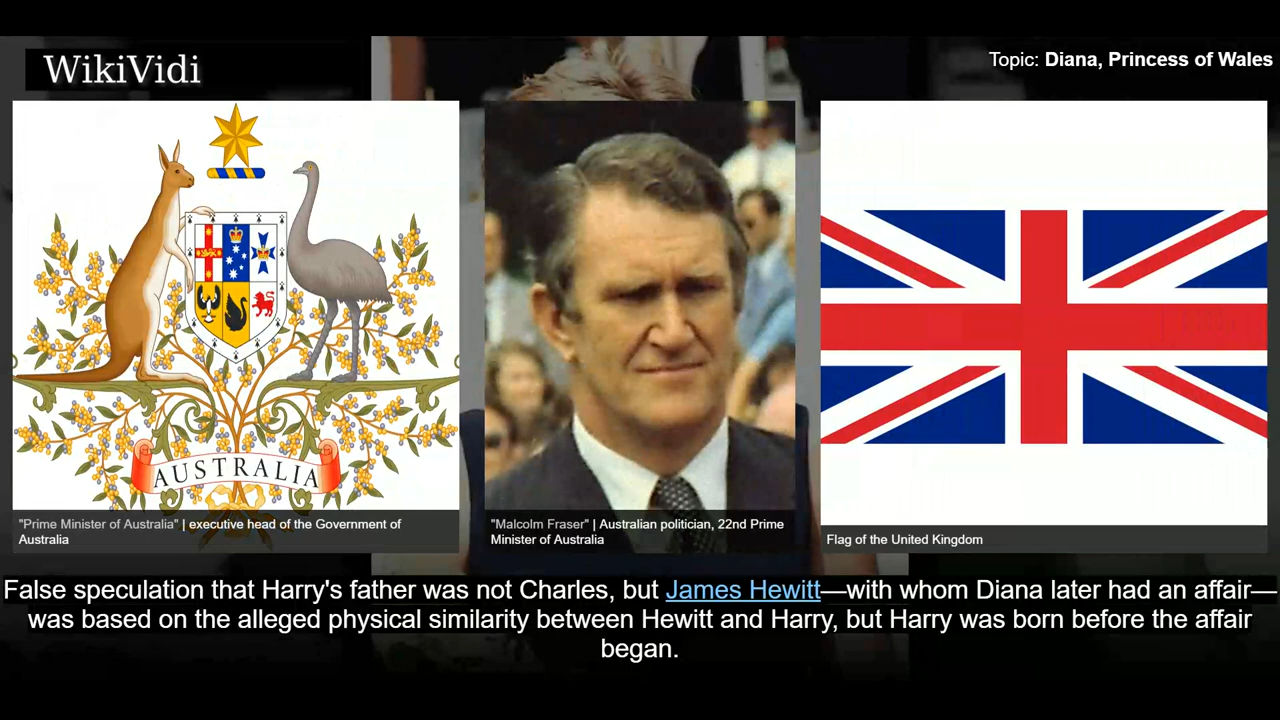 WikiVidi
Topic: Diana, Princess of Wales
AUSTRALIA
"Prime Minister of Australia" | executive head of the Government of
Australia
"Malcolm Fraser" | Australian politician, 22nd Prime
Minister of Australia
Flag of the United Kingdom
False speculation that Harry's father was not Charles, but James Hewitt—with whom Diana later had an affair—
was based on the alleged physical similarity between Hewitt and Harry, but Harry was born before the affair
began.